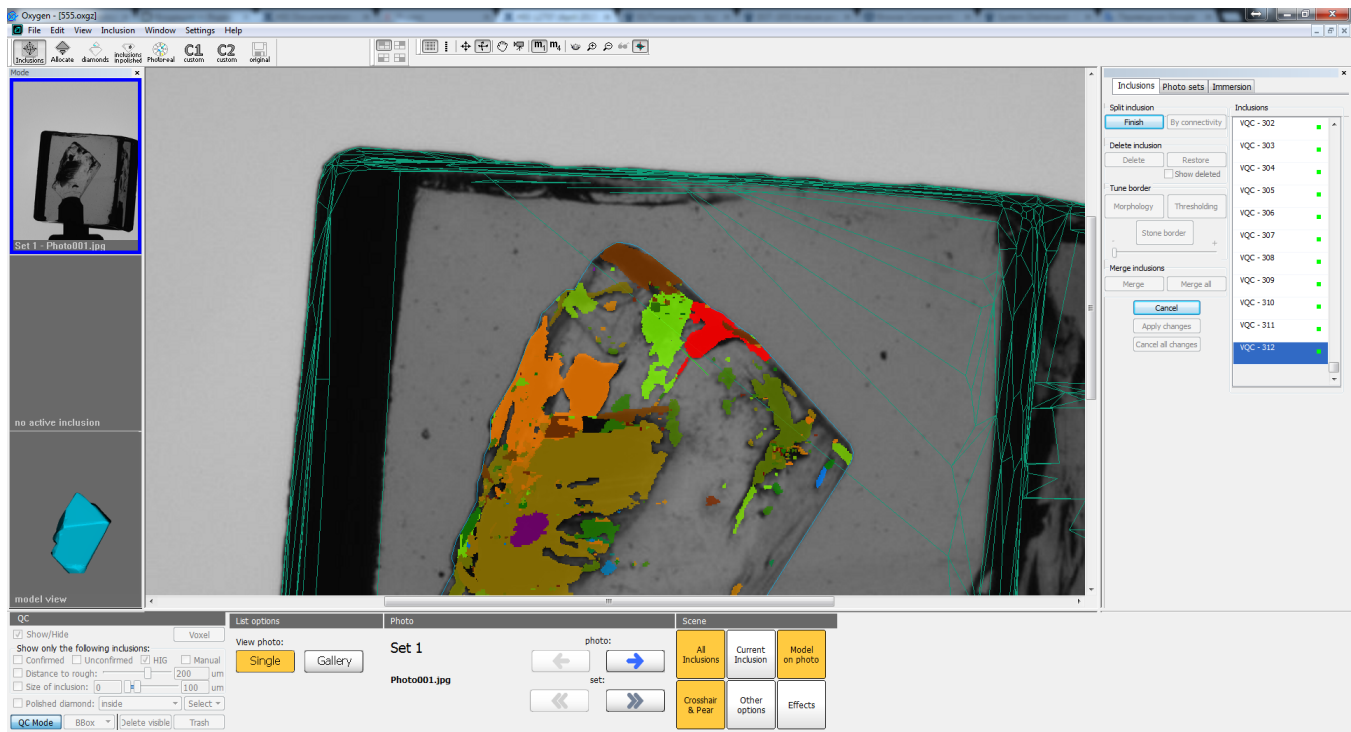 Oxygen - [555.oxgz]
File Edit View Inclusion Window Settings Help
Inclusions Allocate diamonds inclusions in polished Photoreal C1 custom C2 custom original
m1 m4
Mode
Set 1 - Photo001.jpg
no active inclusion
model view
Inclusions Photo sets Immersion
Split inclusion
Finish By connectivity
Delete inclusion
Delete Restore
Show deleted
Tune border
Morphology Thresholding
Stone border
- +
Merge inclusions
Merge Merge all
Cancel
Apply changes
Cancel all changes
Inclusions
VQC - 302
VQC - 303
VQC - 304
VQC - 305
VQC - 306
VQC - 307
VQC - 308
VQC - 309
VQC - 310
VQC - 311
VQC - 312
QC
Show/Hide Voxel
Show only the following inclusions:
Confirmed Unconfirmed HIG Manual
Distance to rough: 200 um
Size of inclusion: 0 100 um
Polished diamond: inside Select
QC Mode BBox Delete visible Trash
List options
View photo:
Single Gallery
Photo
Set 1
photo:
Photo001.jpg
set:
Scene
All Inclusions
Current Inclusion
Model on photo
Crosshair & Pear
Other options
Effects